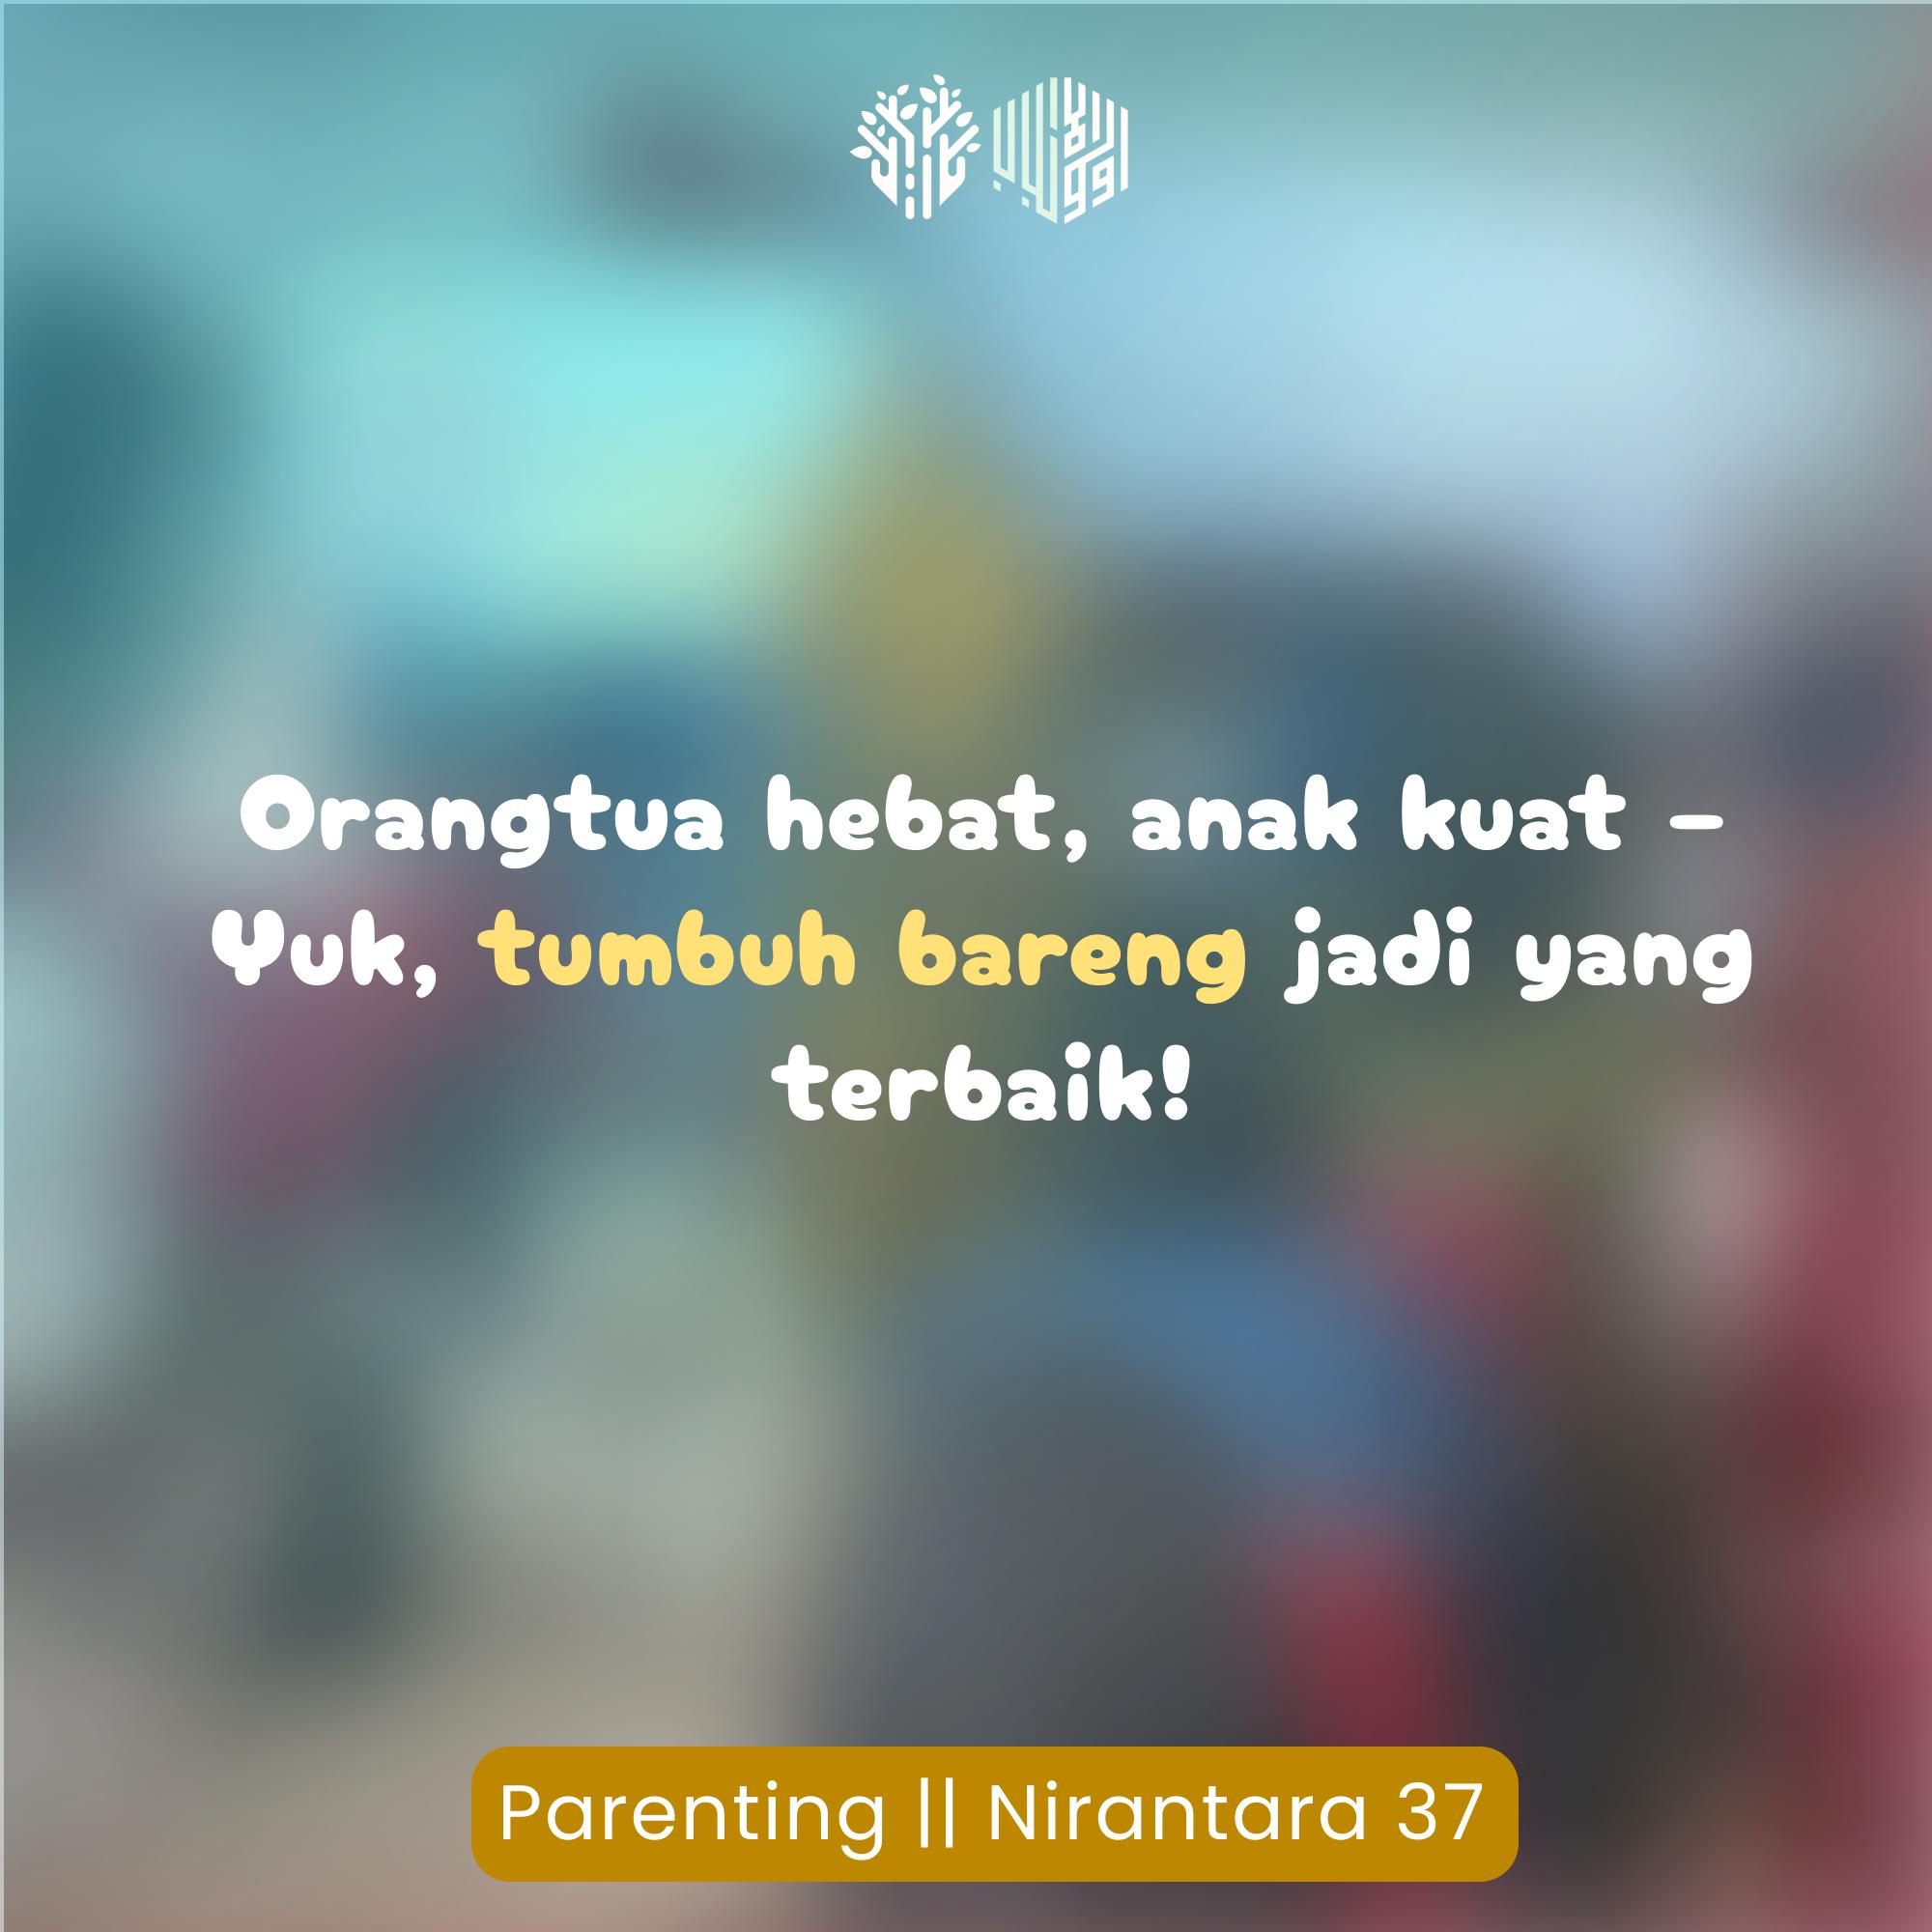 Orangtua hebat, anak kuat –
Yuk, tumbuh bareng jadi yang
terbaik!
Parenting || Nirantara 37